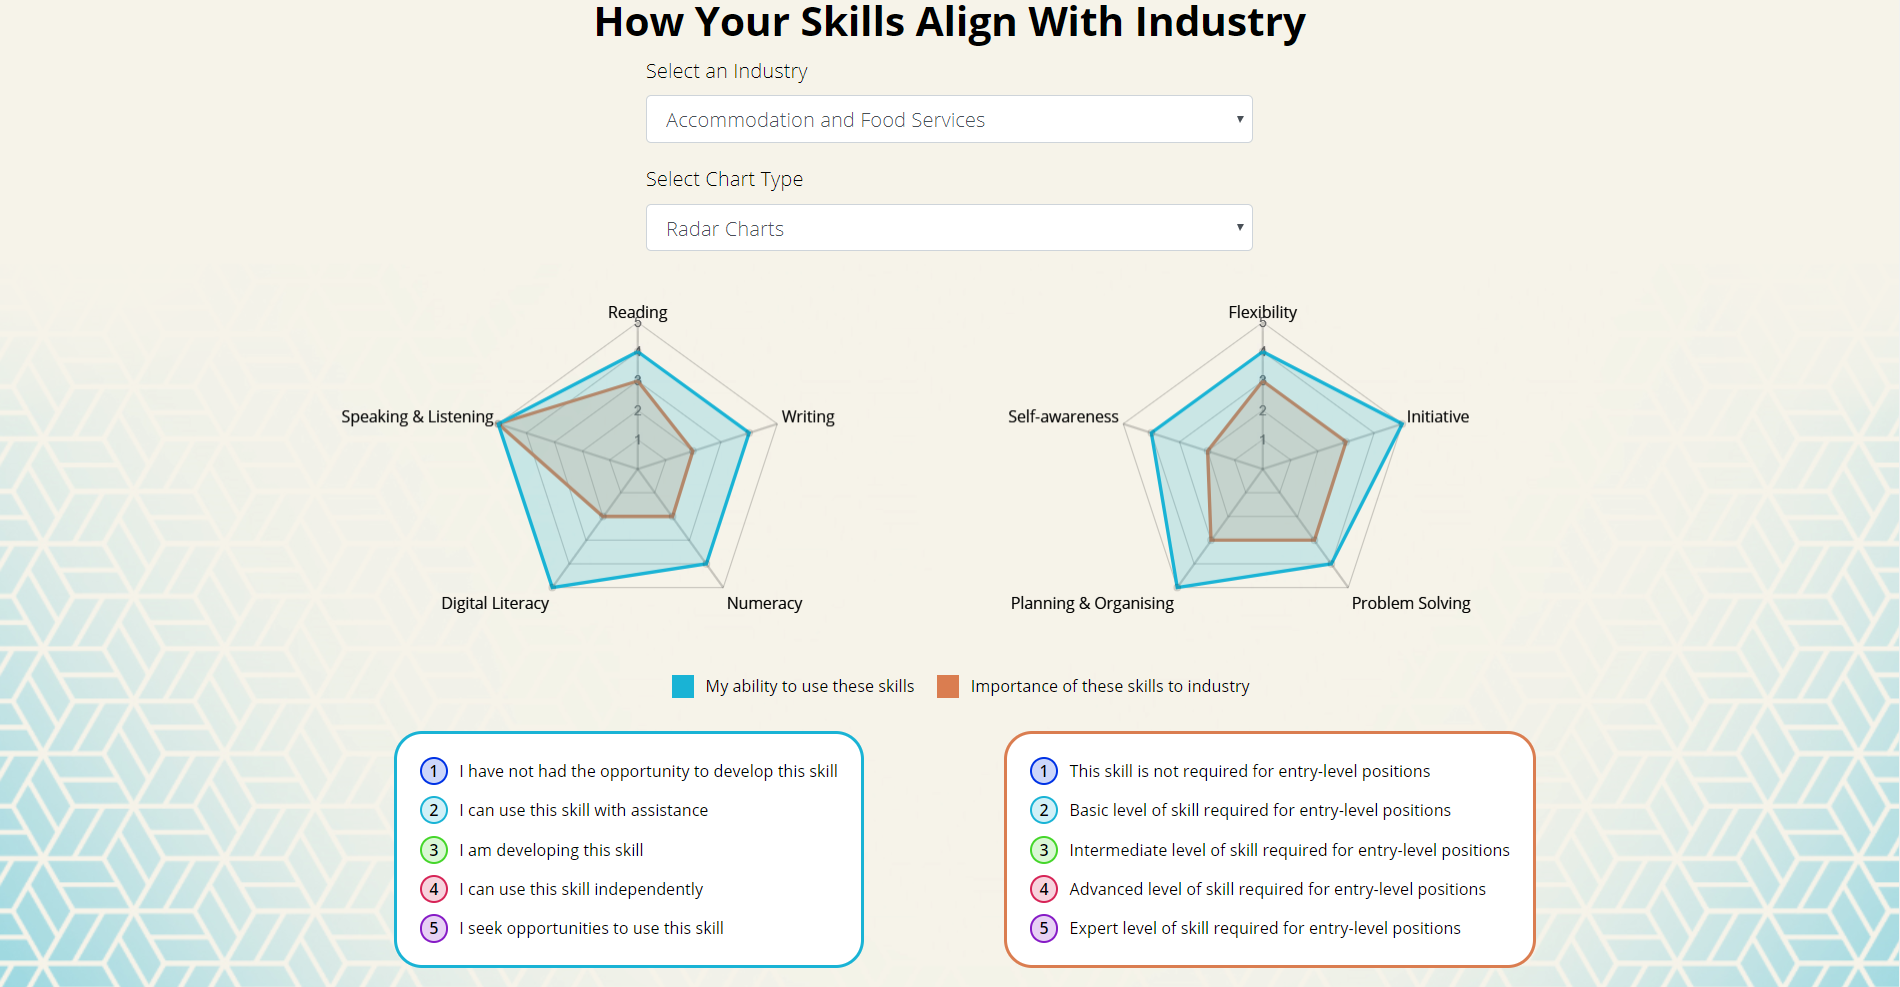 How Your Skills Align With Industry
Select an Industry
Accommodation and Food Services
Select Chart Type
Radar Charts
Reading
5
4
3
2
1
Speaking & Listening
Writing
Digital Literacy
Numeracy
Flexibility
5
4
3
2
1
Self-awareness
Initiative
Planning & Organising
Problem Solving
My ability to use these skills
Importance of these skills to industry
1 I have not had the opportunity to develop this skill
2 I can use this skill with assistance
3 I am developing this skill
4 I can use this skill independently
5 I seek opportunities to use this skill
1 This skill is not required for entry-level positions
2 Basic level of skill required for entry-level positions
3 Intermediate level of skill required for entry-level positions
4 Advanced level of skill required for entry-level positions
5 Expert level of skill required for entry-level positions